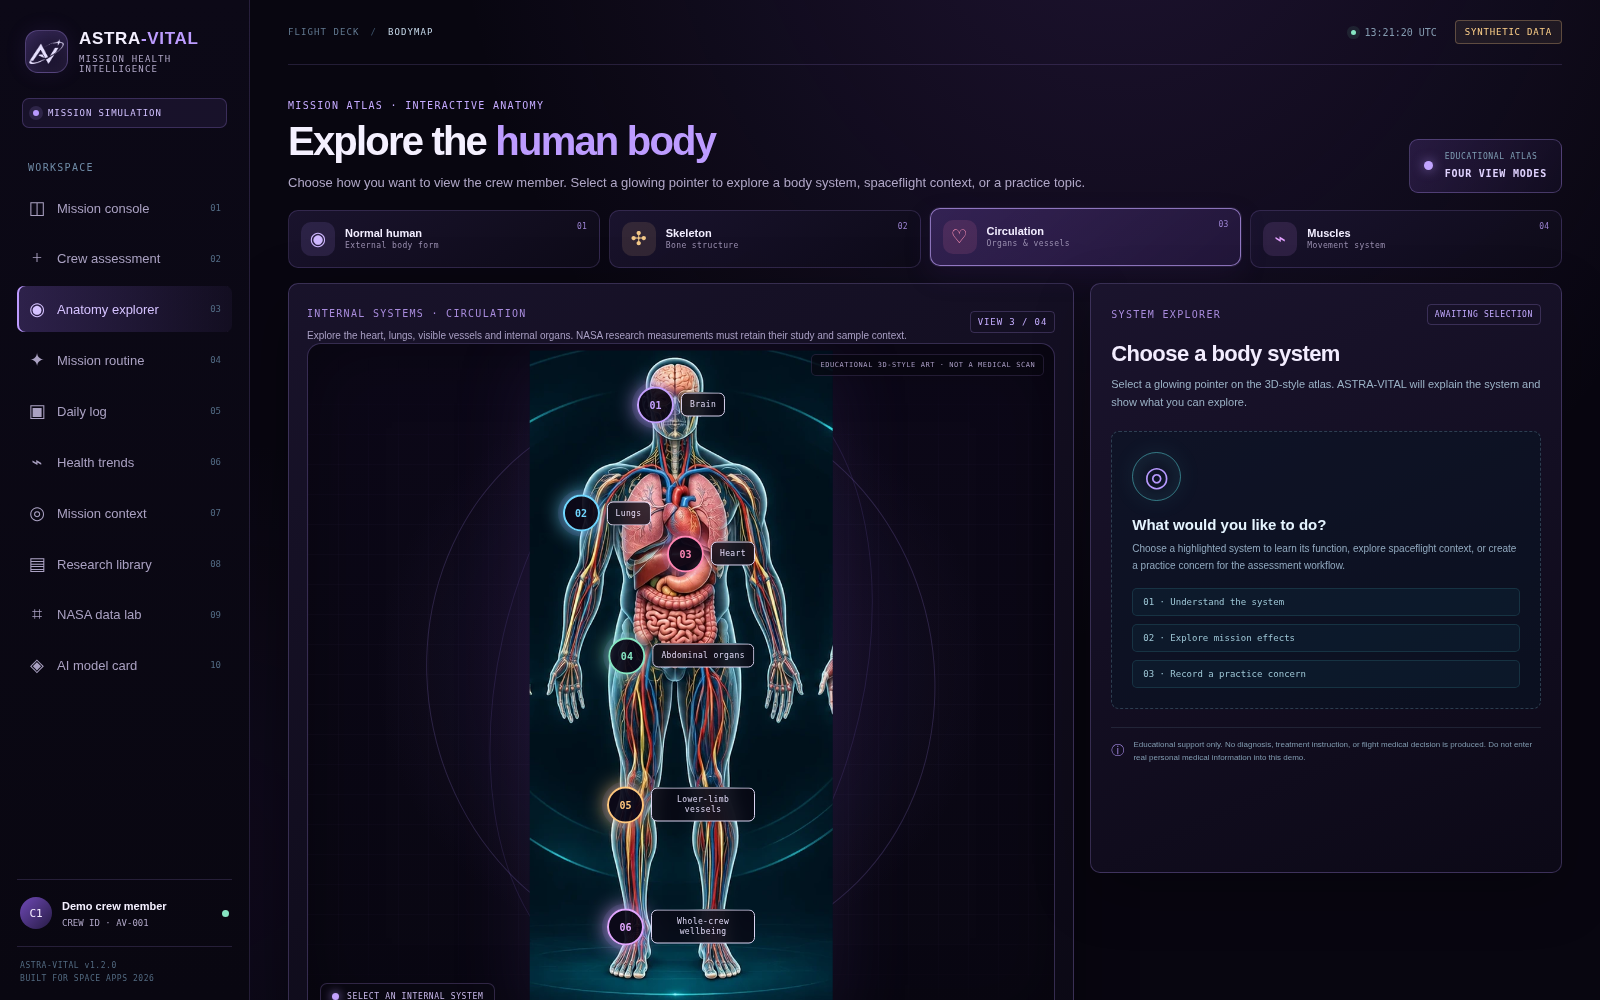 ASTRA-VITAL
MISSION HEALTH
INTELLIGENCE
MISSION SIMULATION
WORKSPACE
Mission console 01
Crew assessment 02
Anatomy explorer 03
Mission routine 04
Daily log 05
Health trends 06
Mission context 07
Research library 08
NASA data lab 09
AI model card 10
C1
Demo crew member
CREW ID · AV-001
ASTRA-VITAL v1.2.0
BUILT FOR SPACE APPS 2026
FLIGHT DECK / BODYMAP
13:21:20 UTC
SYNTHETIC DATA
MISSION ATLAS · INTERACTIVE ANATOMY
Explore the human body
Choose how you want to view the crew member. Select a glowing pointer to explore a body system, spaceflight context, or a practice topic.
EDUCATIONAL ATLAS
FOUR VIEW MODES
Normal human
External body form
01
Skeleton
Bone structure
02
Circulation
Organs & vessels
03
Muscles
Movement system
04
INTERNAL SYSTEMS · CIRCULATION
Explore the heart, lungs, visible vessels and internal organs. NASA research measurements must retain their study and sample context.
VIEW 3 / 04
EDUCATIONAL 3D-STYLE ART · NOT A MEDICAL SCAN
01 Brain
02 Lungs
03 Heart
04 Abdominal organs
05 Lower-limb
vessels
06 Whole-crew
wellbeing
SELECT AN INTERNAL SYSTEM
SYSTEM EXPLORER
AWAITING SELECTION
Choose a body system
Select a glowing pointer on the 3D-style atlas. ASTRA-VITAL will explain the system and
show what you can explore.
What would you like to do?
Choose a highlighted system to learn its function, explore spaceflight context, or create
a practice concern for the assessment workflow.
01 · Understand the system
02 · Explore mission effects
03 · Record a practice concern
Educational support only. No diagnosis, treatment instruction, or flight medical decision is produced. Do not enter
real personal medical information into this demo.